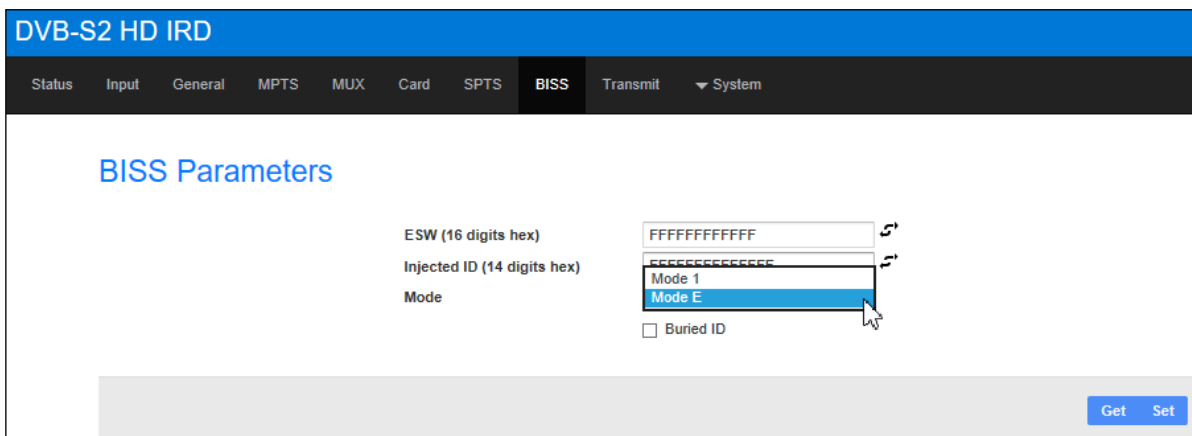 DVB-S2 HD IRD
Status Input General MPTS MUX Card SPTS BISS Transmit System
BISS Parameters
ESW (16 digits hex) FFFFFFFFFFFF
Injected ID (14 digits hex) FFFFFFFFFFFFFF
Mode
Mode 1
Mode E
Buried ID
Get Set